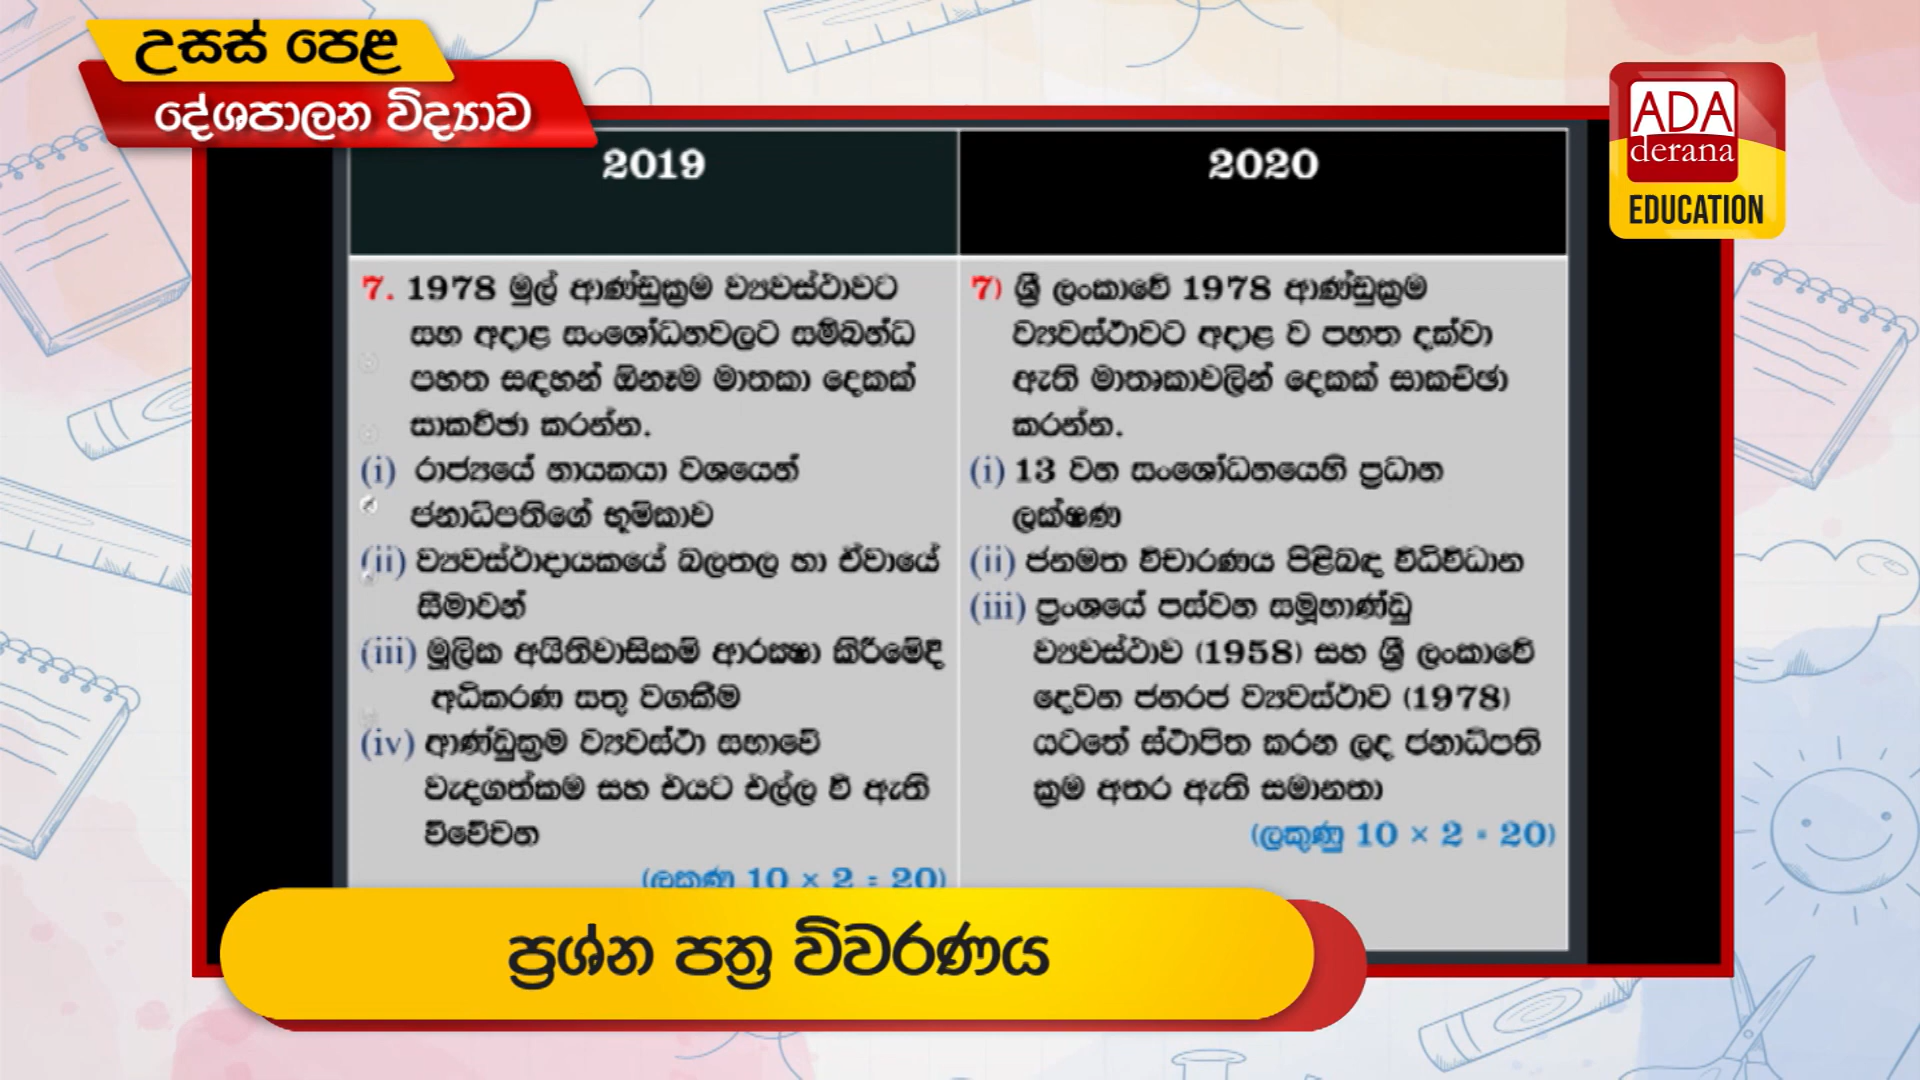 උසස් පෙළ
දේශපාලන විද්‍යාව
ADA
derana
EDUCATION
2019
7. 1978 මුල් ආණ්ඩුක්‍රම ව්‍යවස්ථාවට
සහ අදාළ සංශෝධනවලට සම්බන්ධ
පහත සඳහන් ඕනෑම මාතකා දෙකක්
සාකච්ඡා කරන්න.
(i) රාජ්‍යයේ නායකයා වශයෙන්
ජනාධිපතිගේ භූමිකාව
(ii) ව්‍යවස්ථාදායකයේ බලතල හා ඒවායේ
සීමාවන්
(iii) මූලික අයිතිවාසිකම් ආරක්‍ෂා කිරීමේදී
අධිකරණ සතු වගකීම
(iv) ආණ්ඩුක්‍රම ව්‍යවස්ථා සභාවේ
වැදගත්කම සහ එයට එල්ල වී ඇති
විවේචන
(ලකුණු 10 × 2 = 20)
2020
7) ශ්‍රී ලංකාවේ 1978 ආණ්ඩුක්‍රම
ව්‍යවස්ථාවට අදාළ ව පහත දක්වා
ඇති මාතෘකාවලින් දෙකක් සාකච්ඡා
කරන්න.
(i) 13 වන සංශෝධනයෙහි ප්‍රධාන
ලක්ෂණ
(ii) ජනමත විචාරණය පිළිබඳ විධිවිධාන
(iii) ප්‍රංශයේ පස්වන සමූහාණ්ඩු
ව්‍යවස්ථාව (1958) සහ ශ්‍රී ලංකාවේ
දෙවන ජනරජ ව්‍යවස්ථාව (1978)
යටතේ ස්ථාපිත කරන ලද ජනාධිපති
ක්‍රම අතර ඇති සමානතා
(ලකුණු 10 × 2 = 20)
ප්‍රශ්න පත්‍ර විවරණය